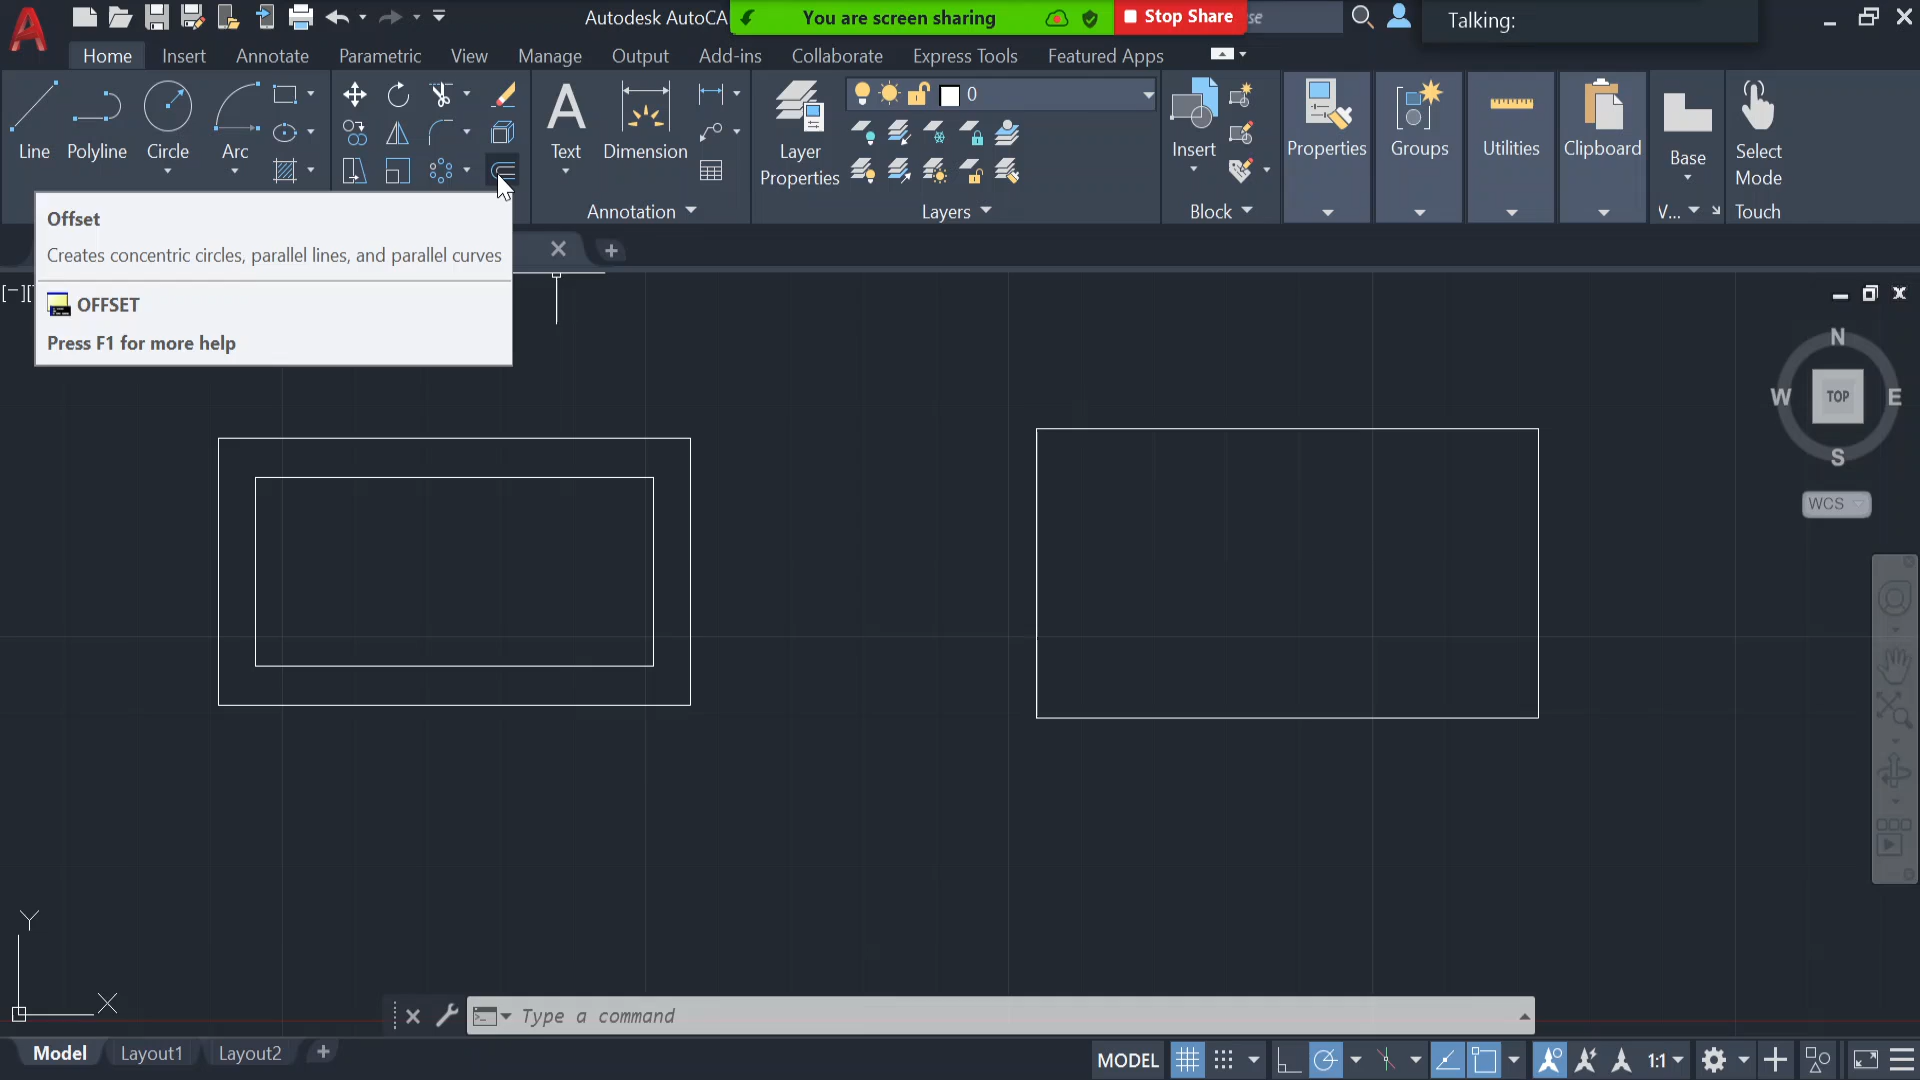 Autodesk AutoCA
You are screen sharing
Stop Share
se
Talking:
Home
Insert
Annotate
Parametric
View
Manage
Output
Add-ins
Collaborate
Express Tools
Featured Apps
0
Line
Polyline
Circle
Arc
A
Text
Dimension
Layer
Properties
Insert
Properties
Groups
Utilities
Clipboard
Base
Select
Mode
Annotation
Layers
Block
V...
Touch
Offset
Creates concentric circles, parallel lines, and parallel curves
OFFSET
Press F1 for more help
[−][
N
W
TOP
E
S
WCS
Y
X
Type a command
Model
Layout1
Layout2
MODEL
1:1